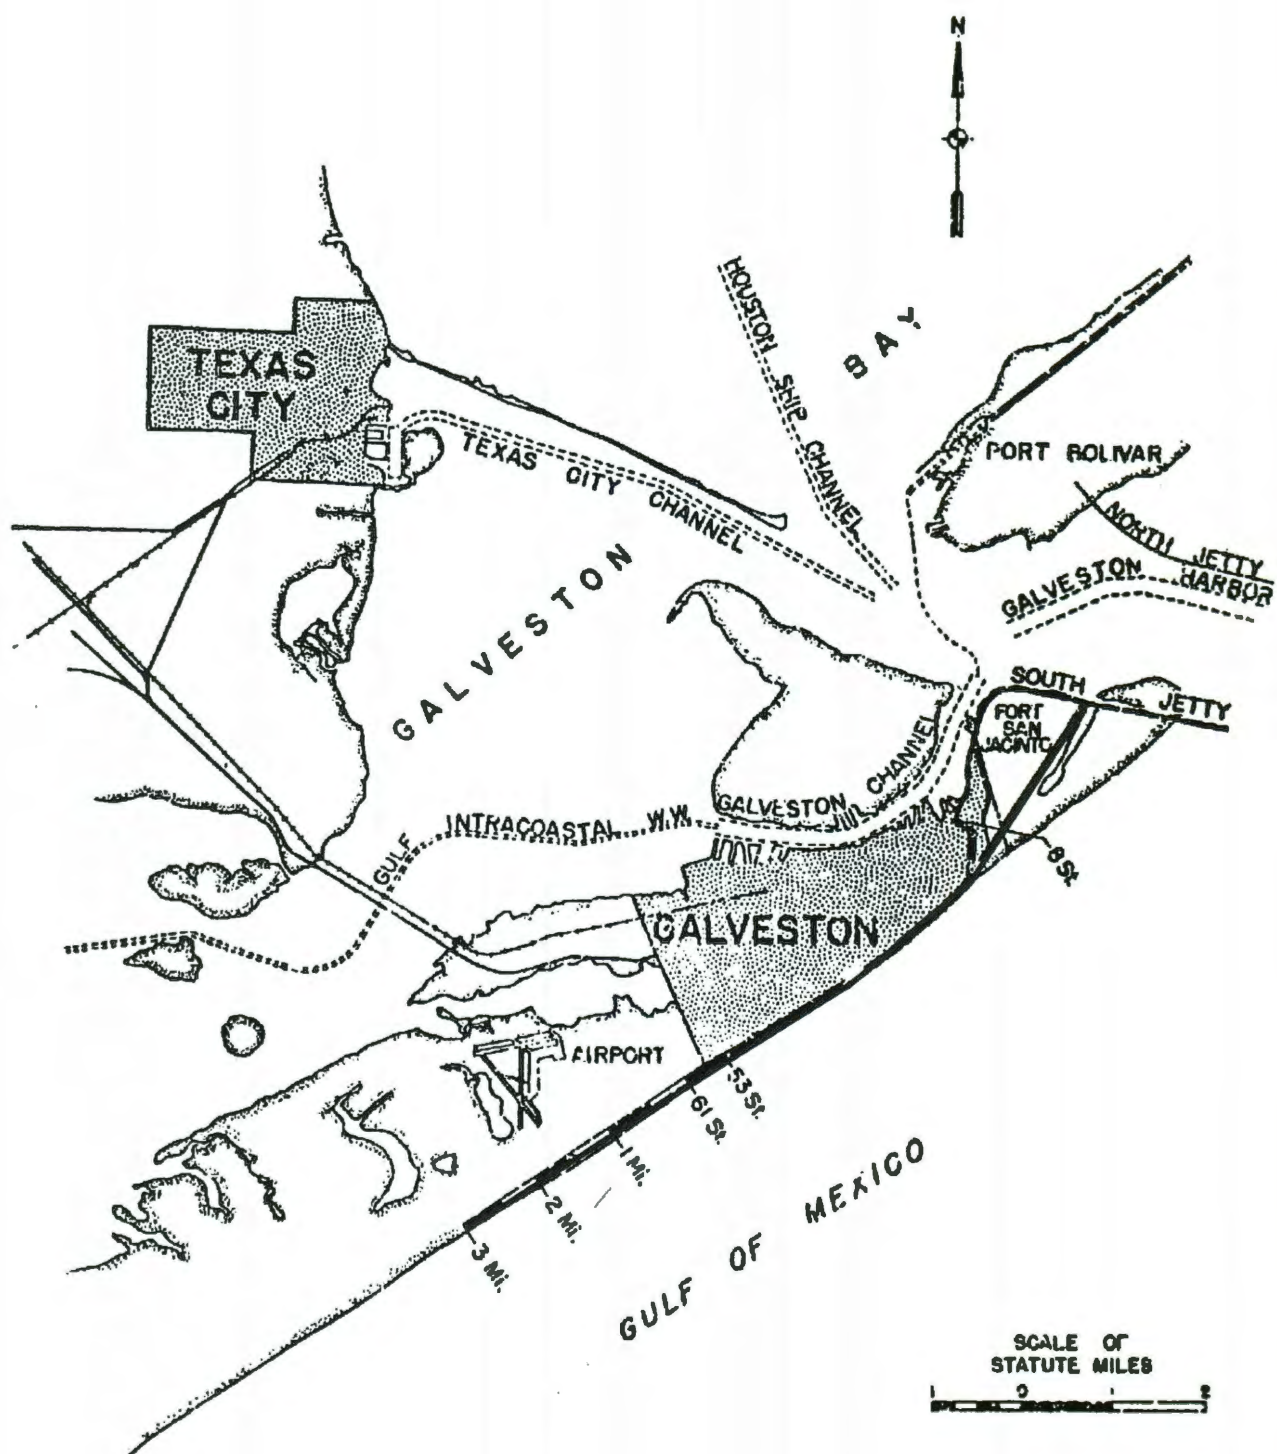 N
HOUSTON SHIP CHANNEL
BAY
TEXAS
CITY
TEXAS CITY CHANNEL
PORT BOLIVAR
NORTH JETTY
GALVESTON HARBOR
GALVESTON
SOUTH JETTY
FORT
SAN
JACINTO
GALVESTON CHANNEL
GULF INTRACOASTAL W.W.
8 St.
GALVESTON
AIRPORT
53 St.
61 St.
1 Mi.
2 Mi.
3 Mi.
GULF OF MEXICO
SCALE OF
STATUTE MILES
1 0 1 2